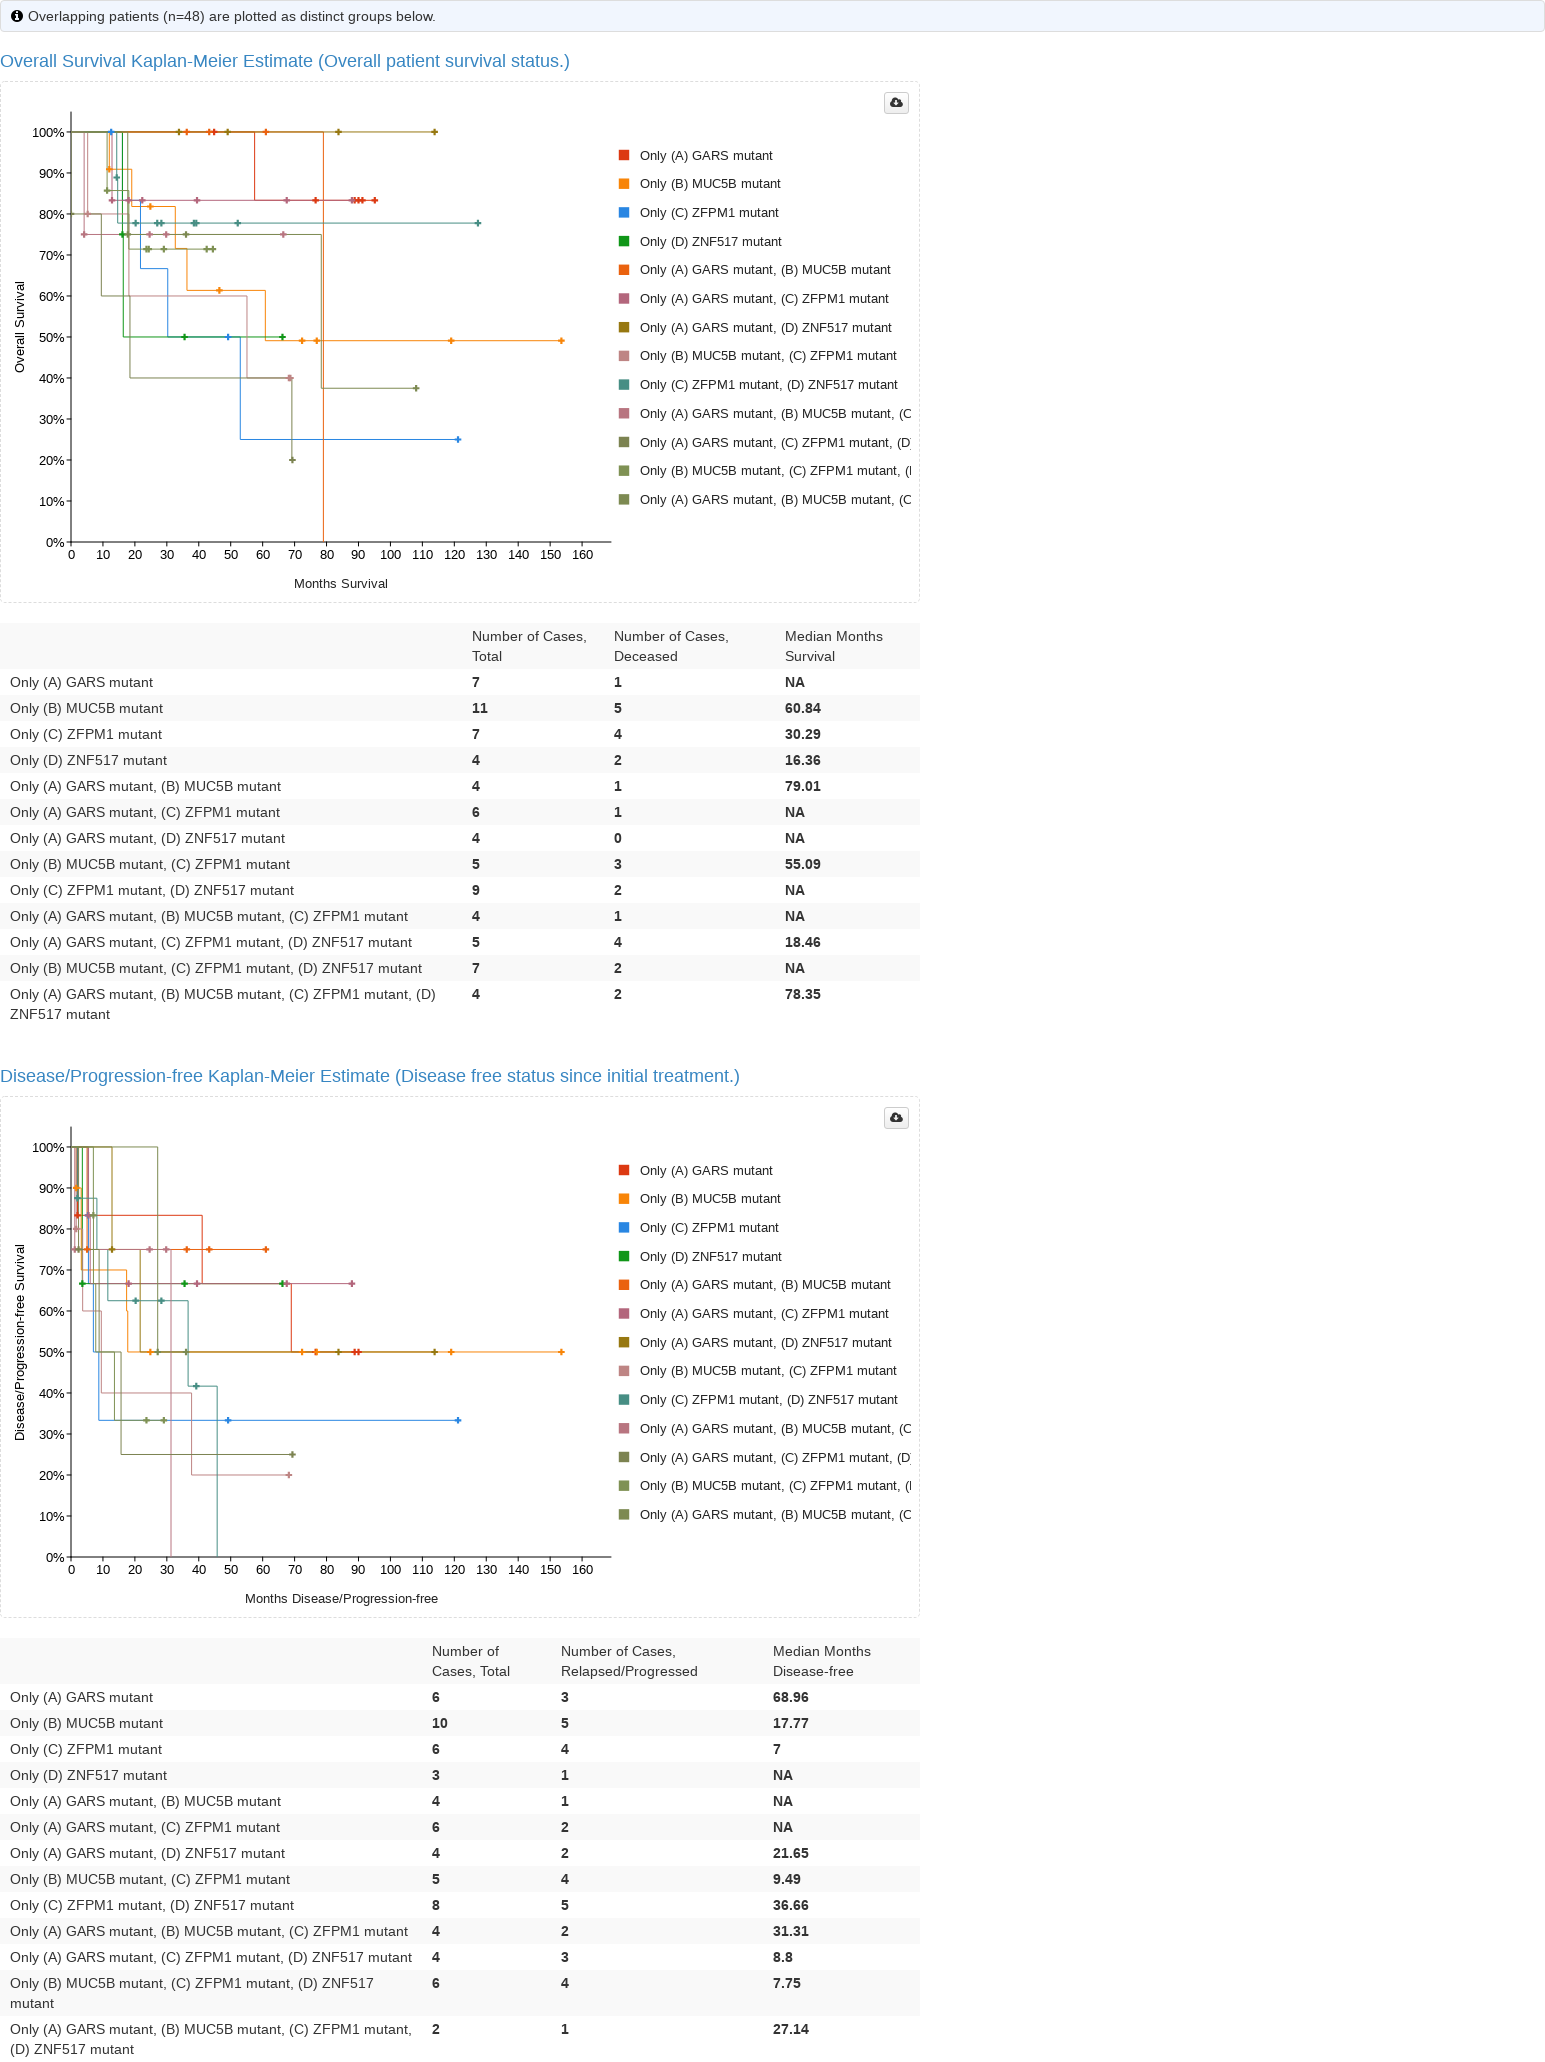 Overlapping patients (n=48) are plotted as distinct groups below.
Overall Survival Kaplan-Meier Estimate (Overall patient survival status.)
100%
90%
80%
70%
60%
50%
40%
30%
20%
10%
0%
Overall Survival
0 10 20 30 40 50 60 70 80 90 100 110 120 130 140 150 160
Months Survival
Only (A) GARS mutant
Only (B) MUC5B mutant
Only (C) ZFPM1 mutant
Only (D) ZNF517 mutant
Only (A) GARS mutant, (B) MUC5B mutant
Only (A) GARS mutant, (C) ZFPM1 mutant
Only (A) GARS mutant, (D) ZNF517 mutant
Only (B) MUC5B mutant, (C) ZFPM1 mutant
Only (C) ZFPM1 mutant, (D) ZNF517 mutant
Only (A) GARS mutant, (B) MUC5B mutant, (C
Only (A) GARS mutant, (C) ZFPM1 mutant, (D)
Only (B) MUC5B mutant, (C) ZFPM1 mutant, (
Only (A) GARS mutant, (B) MUC5B mutant, (C
Number of Cases, Number of Cases, Median Months
Total Deceased Survival
Only (A) GARS mutant 7 1 NA
Only (B) MUC5B mutant 11 5 60.84
Only (C) ZFPM1 mutant 7 4 30.29
Only (D) ZNF517 mutant 4 2 16.36
Only (A) GARS mutant, (B) MUC5B mutant 4 1 79.01
Only (A) GARS mutant, (C) ZFPM1 mutant 6 1 NA
Only (A) GARS mutant, (D) ZNF517 mutant 4 0 NA
Only (B) MUC5B mutant, (C) ZFPM1 mutant 5 3 55.09
Only (C) ZFPM1 mutant, (D) ZNF517 mutant 9 2 NA
Only (A) GARS mutant, (B) MUC5B mutant, (C) ZFPM1 mutant 4 1 NA
Only (A) GARS mutant, (C) ZFPM1 mutant, (D) ZNF517 mutant 5 4 18.46
Only (B) MUC5B mutant, (C) ZFPM1 mutant, (D) ZNF517 mutant 7 2 NA
Only (A) GARS mutant, (B) MUC5B mutant, (C) ZFPM1 mutant, (D) 4 2 78.35
ZNF517 mutant
Disease/Progression-free Kaplan-Meier Estimate (Disease free status since initial treatment.)
100%
90%
80%
70%
60%
50%
40%
30%
20%
10%
0%
Disease/Progression-free Survival
0 10 20 30 40 50 60 70 80 90 100 110 120 130 140 150 160
Months Disease/Progression-free
Only (A) GARS mutant
Only (B) MUC5B mutant
Only (C) ZFPM1 mutant
Only (D) ZNF517 mutant
Only (A) GARS mutant, (B) MUC5B mutant
Only (A) GARS mutant, (C) ZFPM1 mutant
Only (A) GARS mutant, (D) ZNF517 mutant
Only (B) MUC5B mutant, (C) ZFPM1 mutant
Only (C) ZFPM1 mutant, (D) ZNF517 mutant
Only (A) GARS mutant, (B) MUC5B mutant, (C
Only (A) GARS mutant, (C) ZFPM1 mutant, (D)
Only (B) MUC5B mutant, (C) ZFPM1 mutant, (
Only (A) GARS mutant, (B) MUC5B mutant, (C
Number of Number of Cases, Median Months
Cases, Total Relapsed/Progressed Disease-free
Only (A) GARS mutant 6 3 68.96
Only (B) MUC5B mutant 10 5 17.77
Only (C) ZFPM1 mutant 6 4 7
Only (D) ZNF517 mutant 3 1 NA
Only (A) GARS mutant, (B) MUC5B mutant 4 1 NA
Only (A) GARS mutant, (C) ZFPM1 mutant 6 2 NA
Only (A) GARS mutant, (D) ZNF517 mutant 4 2 21.65
Only (B) MUC5B mutant, (C) ZFPM1 mutant 5 4 9.49
Only (C) ZFPM1 mutant, (D) ZNF517 mutant 8 5 36.66
Only (A) GARS mutant, (B) MUC5B mutant, (C) ZFPM1 mutant 4 2 31.31
Only (A) GARS mutant, (C) ZFPM1 mutant, (D) ZNF517 mutant 4 3 8.8
Only (B) MUC5B mutant, (C) ZFPM1 mutant, (D) ZNF517 6 4 7.75
mutant
Only (A) GARS mutant, (B) MUC5B mutant, (C) ZFPM1 mutant, 2 1 27.14
(D) ZNF517 mutant